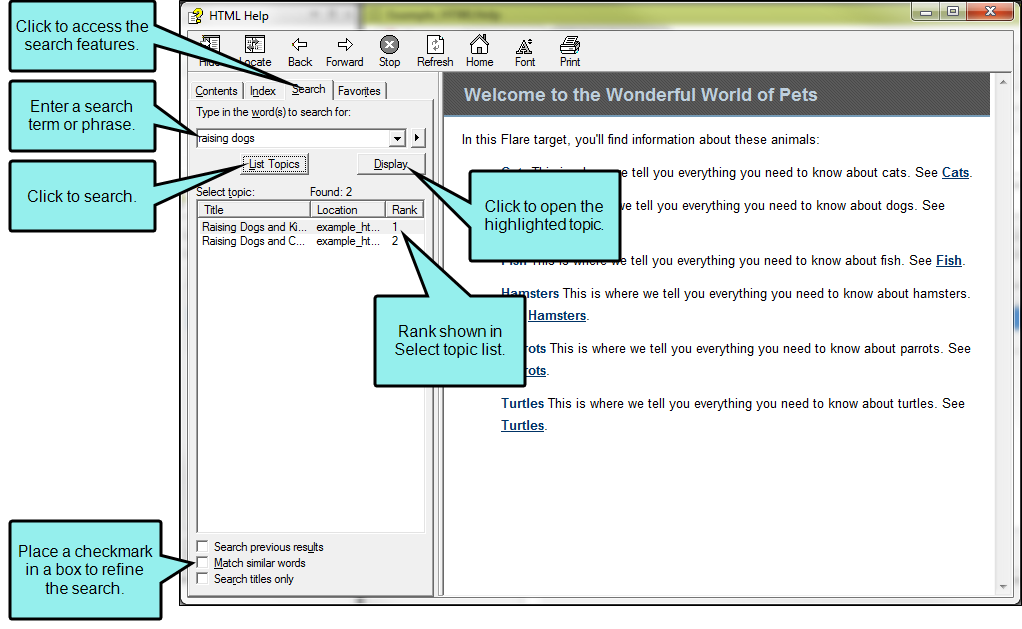 HTML Help
Click to access the
search features.
Hide
Locate
Back
Forward
Stop
Refresh
Home
Font
Print
Contents
Index
Search
Favorites
Type in the word(s) to search for:
Enter a search
term or phrase.
raising dogs
List Topics
Display
Click to search.
Select topic:
Found: 2
Title
Location
Rank
Raising Dogs and Ki... example_ht... 1
Raising Dogs and C... example_ht... 2
Click to open the
highlighted topic.
Rank shown in
Select topic list.
Search previous results
Match similar words
Search titles only
Place a checkmark
in a box to refine
the search.
Welcome to the Wonderful World of Pets
In this Flare target, you'll find information about these animals:
we tell you everything you need to know about cats. See Cats.
we tell you everything you need to know about dogs. See
Fish This is where we tell you everything you need to know about fish. See Fish.
Hamsters This is where we tell you everything you need to know about hamsters.
Hamsters.
rots This is where we tell you everything you need to know about parrots. See
rots.
Turtles This is where we tell you everything you need to know about turtles. See
Turtles.